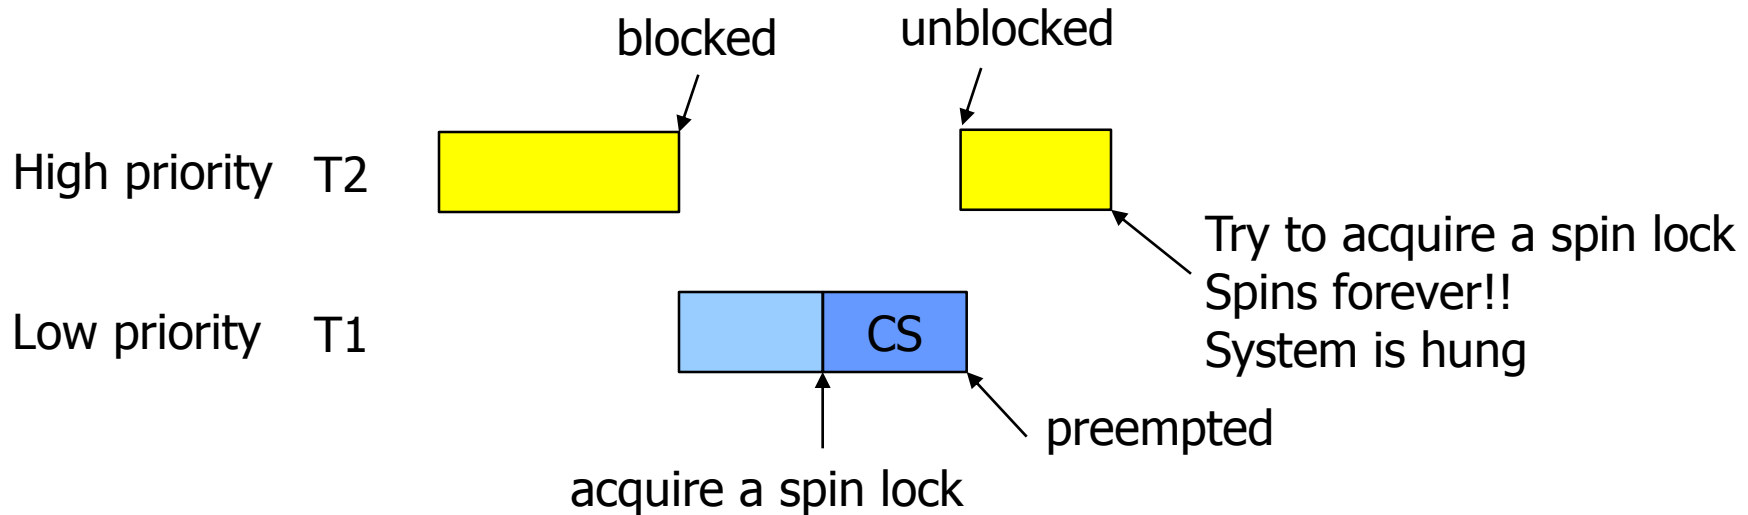 blocked
unblocked
High priority T2
Try to acquire a spin lock
Spins forever!!
System is hung
Low priority T1
CS
preempted
acquire a spin lock